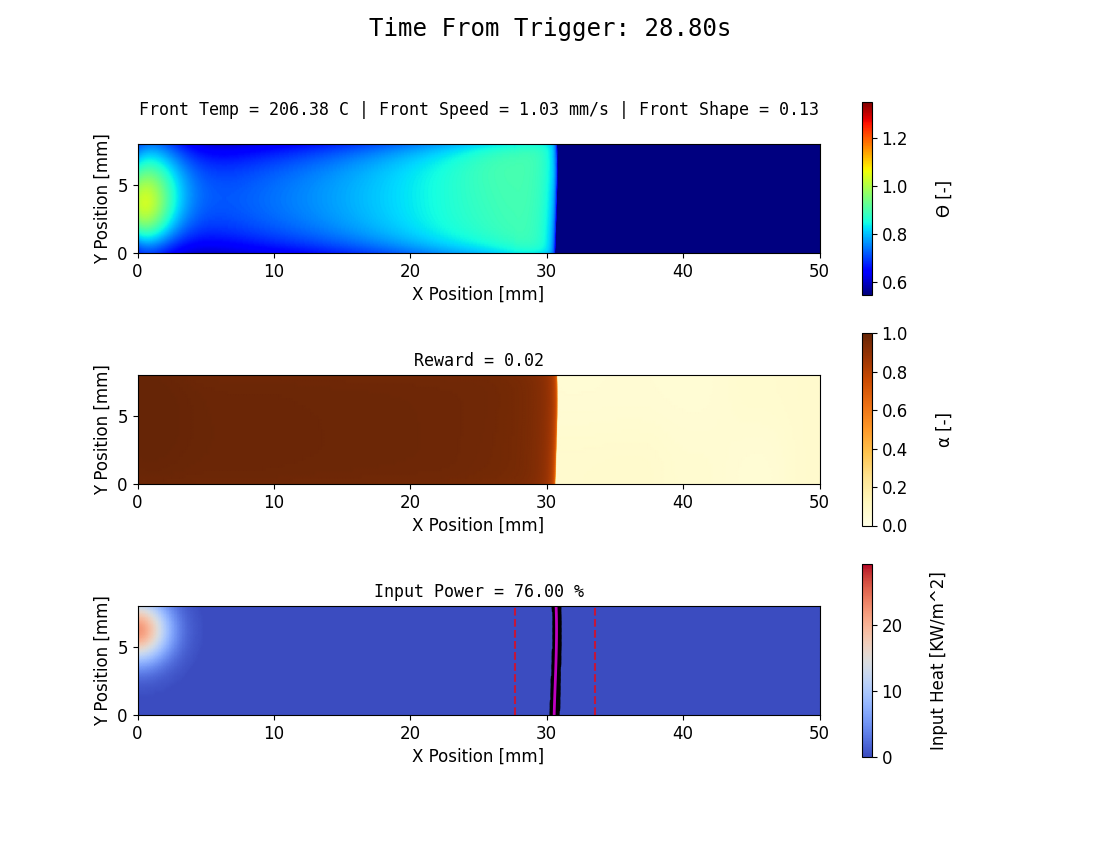 Time From Trigger: 28.80s
Front Temp = 206.38 C | Front Speed = 1.03 mm/s | Front Shape = 0.13
Y Position [mm]
5
0
0 10 20 30 40 50
X Position [mm]
1.2
1.0
0.8
0.6
Θ [-]
Reward = 0.02
Y Position [mm]
5
0
0 10 20 30 40 50
X Position [mm]
1.0
0.8
0.6
0.4
0.2
0.0
α [-]
Input Power = 76.00 %
Y Position [mm]
5
0
0 10 20 30 40 50
X Position [mm]
20
10
0
Input Heat [KW/m^2]